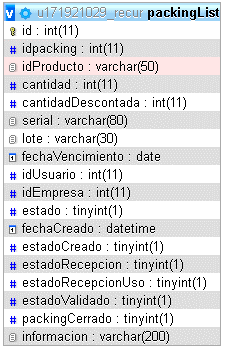 v u171921029_recur packingList
id : int(11)
idpacking : int(11)
idProducto : varchar(50)
cantidad : int(11)
cantidadDescontada : int(11)
serial : varchar(80)
lote : varchar(30)
fechaVencimiento : date
idUsuario : int(11)
idEmpresa : int(11)
estado : tinyint(1)
fechaCreado : datetime
estadoCreado : tinyint(1)
estadoRecepcion : tinyint(1)
estadoRecepcionUso : tinyint(1)
estadoValidado : tinyint(1)
packingCerrado : tinyint(1)
informacion : varchar(200)